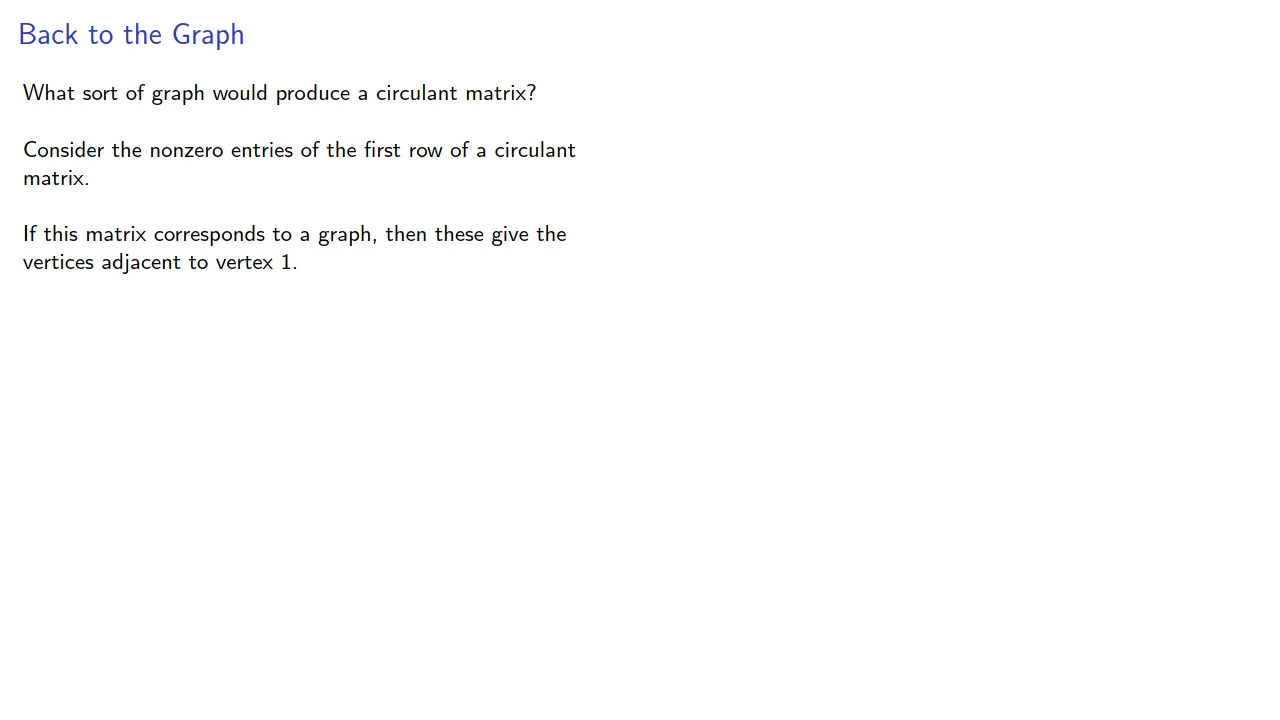 Back to the Graph
What sort of graph would produce a circulant matrix?
Consider the nonzero entries of the first row of a circulant
matrix.
If this matrix corresponds to a graph, then these give the
vertices adjacent to vertex 1.